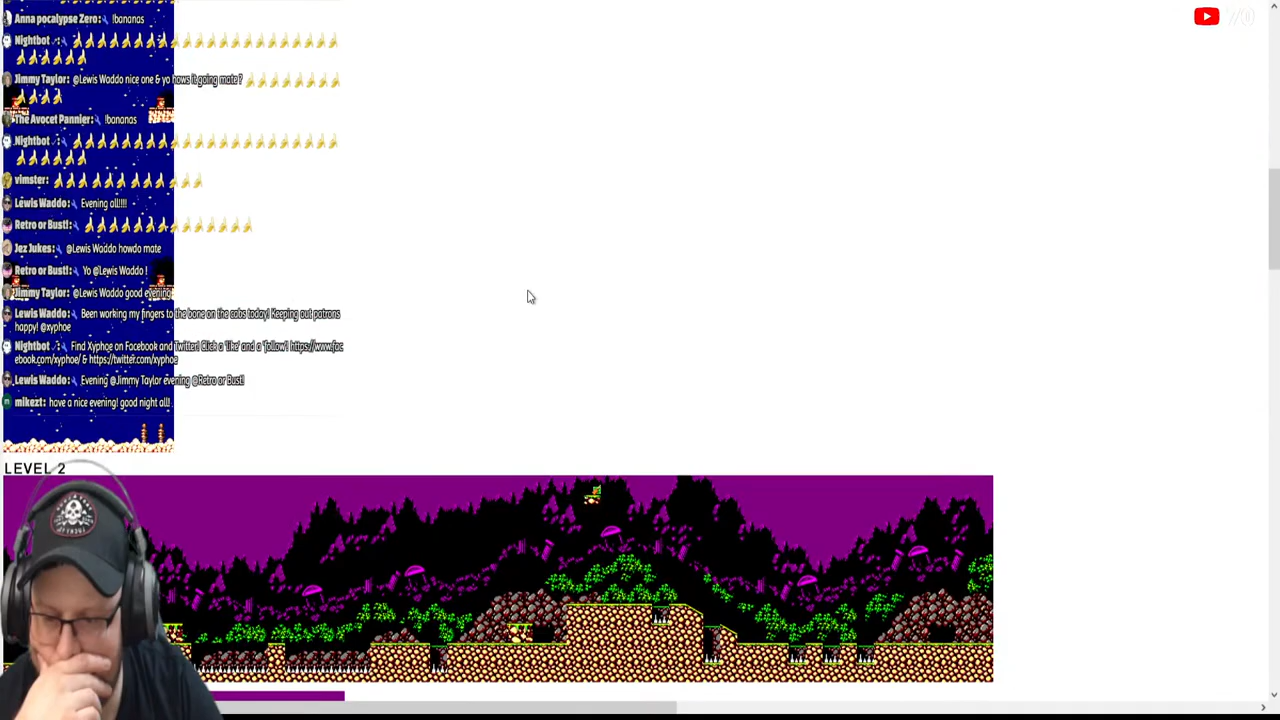 Anna pocalypse Zero: !bananas
Nightbot
Jimmy Taylor: @Lewis Waddo nice one & yo hows it going mate ?
The Avocet Pannier: !bananas
Nightbot
vimster:
Lewis Waddo: Evening all!!!!
Retro or Bust!:
Jez Jukes: @Lewis Waddo howdo mate
Retro or Bust!: Yo @Lewis Waddo !
Jimmy Taylor: @Lewis Waddo good evening
Lewis Waddo: Been working my fingers to the bone on the sabs today! Keeping out patrons
happy! @xyphoe
Nightbot Find Xyphoe on Facebook and Twitter! Click a 'like' and a 'follow'! https://www.fac
ebook.com/xyphoe/ & https://twitter.com/xyphoe
Lewis Waddo: Evening @Jimmy Taylor evening @Retro or Bust!
mikezt: have a nice evening! good night all!
LEVEL 2